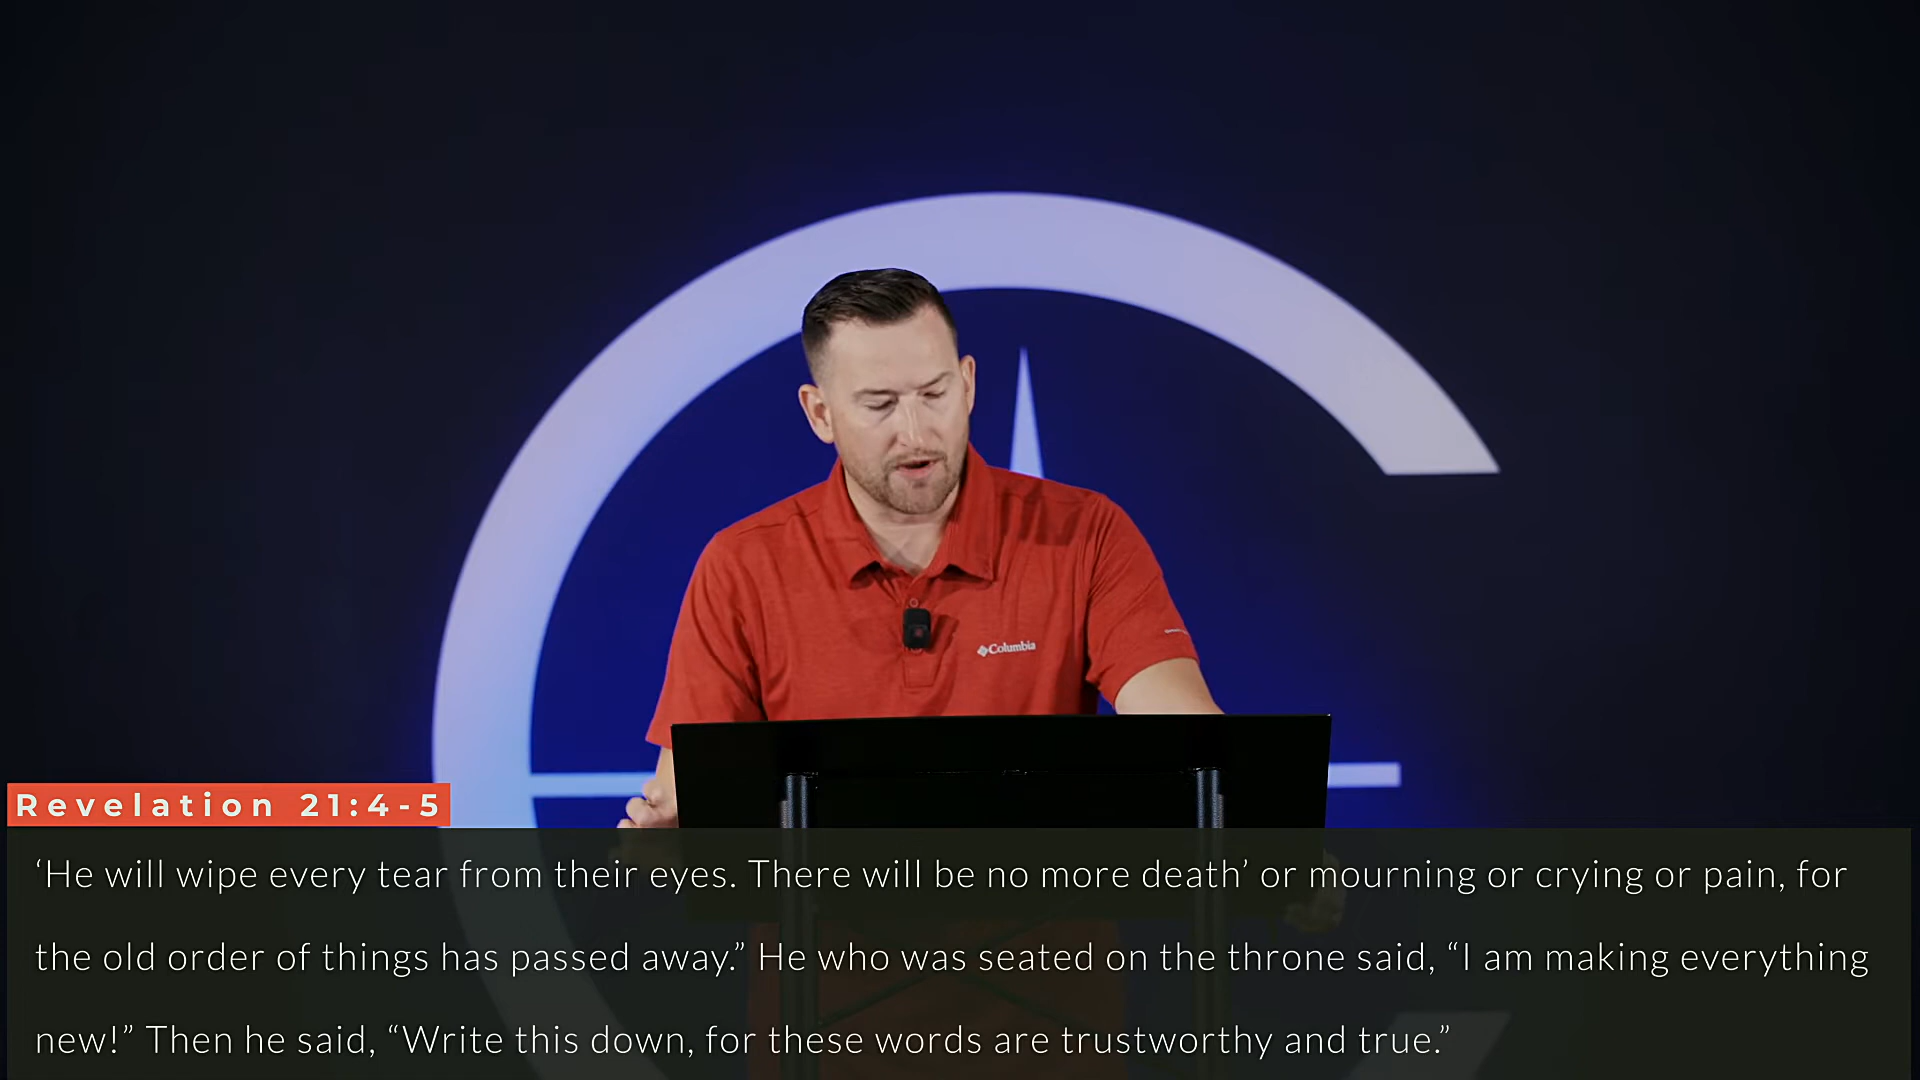 Columbia
Revelation 21:4-5
‘He will wipe every tear from their eyes. There will be no more death’ or mourning or crying or pain, for
the old order of things has passed away.” He who was seated on the throne said, “I am making everything
new!” Then he said, “Write this down, for these words are trustworthy and true.”